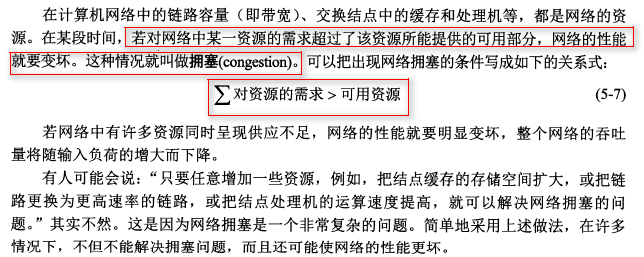 在计算机网络中的链路容量（即带宽）、交换结点中的缓存和处理机等，都是网络的资
源。在某段时间，若对网络中某一资源的需求超过了该资源所能提供的可用部分，网络的性能
就要变坏。这种情况就叫做拥塞(congestion)。可以把出现网络拥塞的条件写成如下的关系式：
∑对资源的需求 > 可用资源 (5-7)
若网络中有许多资源同时呈现供应不足，网络的性能就要明显变坏，整个网络的吞吐
量将随输入负荷的增大而下降。
有人可能会说：“只要任意增加一些资源，例如，把结点缓存的存储空间扩大，或把链
路更换为更高速率的链路，或把结点处理机的运算速度提高，就可以解决网络拥塞的问
题。”其实不然。这是因为网络拥塞是一个非常复杂的问题。简单地采用上述做法，在许多
情况下，不但不能解决拥塞问题，而且还可能使网络的性能更坏。